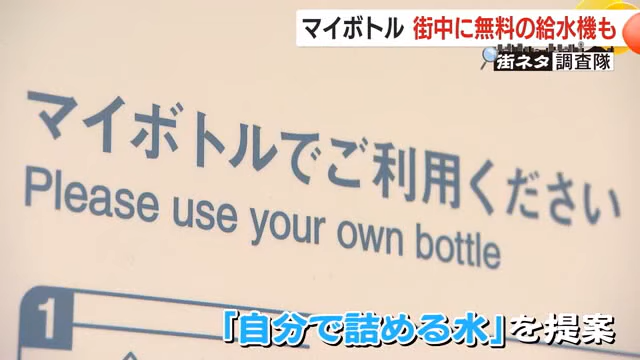 マイボトル 街中に無料の給水機も
街ネタ調査隊
マイボトルでご利用ください
Please use your own bottle
1
「自分で詰める水」を提案